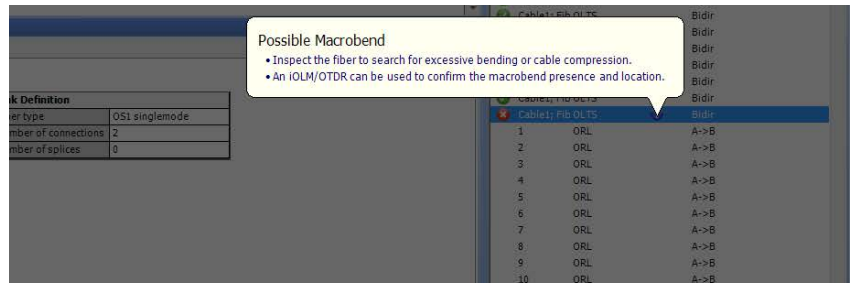 Cable1; Fib OLTS Bidir
Bidir
Possible Macrobend
Bidir
• Inspect the fiber to search for excessive bending or cable compression.
Bidir
• An iOLM/OTDR can be used to confirm the macrobend presence and location.
Bidir
k Definition
Cable1; Fib OLTS Bidir
er type OS1 singlemode
Cable1; Fib OLTS Bidir
mber of connections 2
1 ORL A->B
mber of splices 0
2 ORL A->B
3 ORL A->B
4 ORL A->B
5 ORL A->B
6 ORL A->B
7 ORL A->B
8 ORL A->B
9 ORL A->B
10 ORL A->B